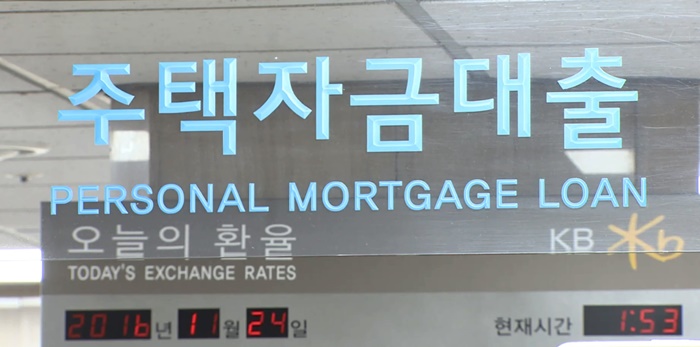 주택자금대출
PERSONAL MORTGAGE LOAN
오늘의 환율
KB
TODAY'S EXCHANGE RATES
2016년 11월 24일
현재시간 1:53